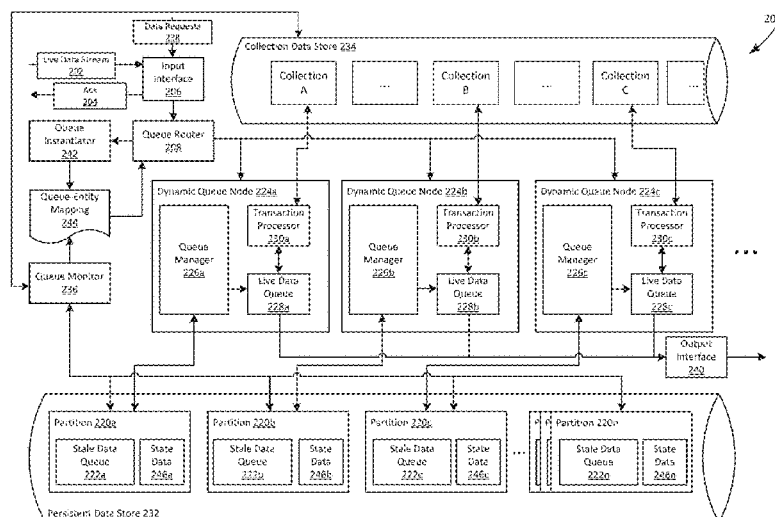 20
Data Requests
238
Collection Data Store 234
Live Data Stream
202
Input
Interface
206
Ack
204
Collection
A
...
Collection
B
...
Collection
C
...
Queue
Instantiator
242
Queue Router
208
Queue-Entity
Mapping
244
Dynamic Queue Node 224a
Dynamic Queue Node 224b
Dynamic Queue Node 224c
Queue
Manager
226a
Transaction
Processor
230a
Queue
Manager
226b
Transaction
Processor
230b
Queue
Manager
226c
Transaction
Processor
230c
...
Queue Monitor
236
Live Data
Queue
228a
Live Data
Queue
228b
Live Data
Queue
228c
Output
Interface
240
Partition 220a
Partition 220b
Partition 220c
P
P
Partition 220n
Stale Data
Queue
222a
State
Data
246a
Stale Data
Queue
222b
State
Data
246b
Stale Data
Queue
222c
State
Data
246c
...
Stale Data
Queue
222n
State
Data
246n
Persistent Data Store 232